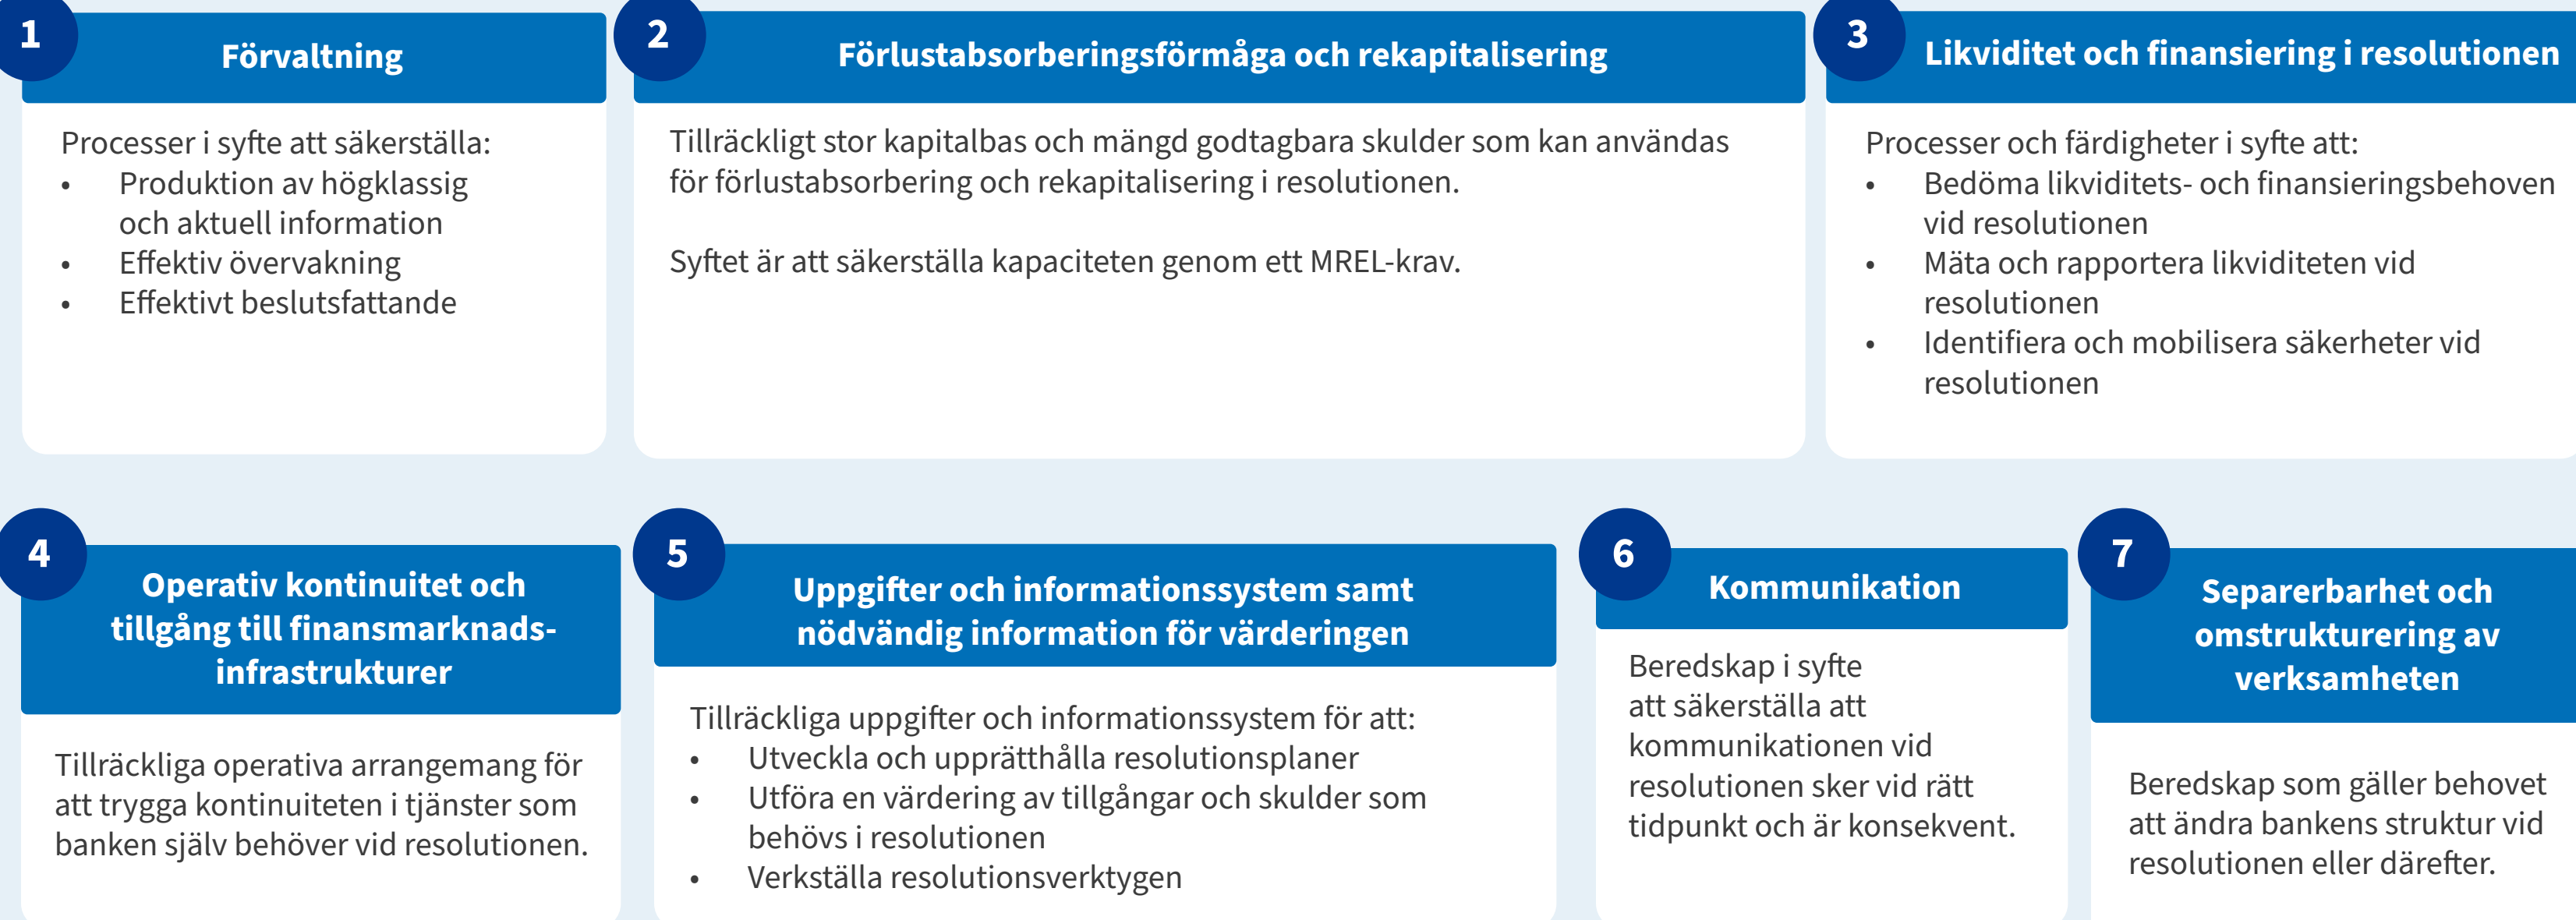 1
Förvaltning
Processer i syfte att säkerställa:
• Produktion av högklassig
och aktuell information
• Effektiv övervakning
• Effektivt beslutsfattande
2
Förlustabsorberingsförmåga och rekapitalisering
Tillräckligt stor kapitalbas och mängd godtagbara skulder som kan användas
för förlustabsorbering och rekapitalisering i resolutionen.
Syftet är att säkerställa kapaciteten genom ett MREL-krav.
3
Likviditet och finansiering i resolutionen
Processer och färdigheter i syfte att:
• Bedöma likviditets- och finansieringsbehoven
vid resolutionen
• Mäta och rapportera likviditeten vid
resolutionen
• Identifiera och mobilisera säkerheter vid
resolutionen
4
Operativ kontinuitet och
tillgång till finansmarknads-
infrastrukturer
Tillräckliga operativa arrangemang för
att trygga kontinuiteten i tjänster som
banken själv behöver vid resolutionen.
5
Uppgifter och informationssystem samt
nödvändig information för värderingen
Tillräckliga uppgifter och informationssystem för att:
• Utveckla och upprätthålla resolutionsplaner
• Utföra en värdering av tillgångar och skulder som
behövs i resolutionen
• Verkställa resolutionsverktygen
6
Kommunikation
Beredskap i syfte
att säkerställa att
kommunikationen vid
resolutionen sker vid rätt
tidpunkt och är konsekvent.
7
Separerbarhet och
omstrukturering av
verksamheten
Beredskap som gäller behovet
att ändra bankens struktur vid
resolutionen eller därefter.